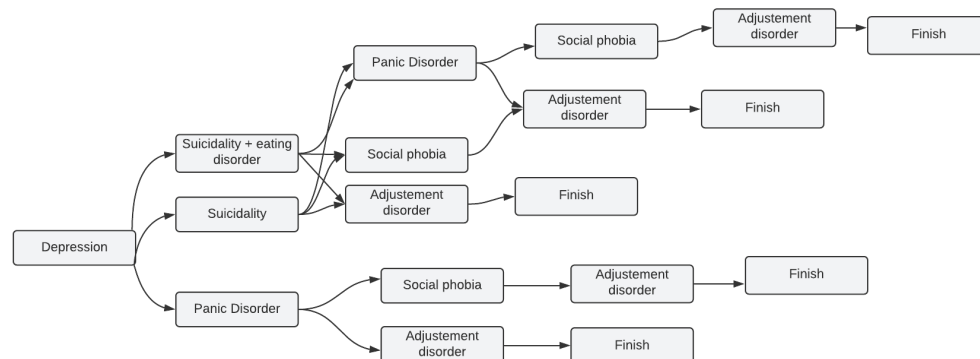 Adjustement
disorder
Finish
Social phobia
Panic Disorder
Adjustement
disorder
Finish
Suicidality + eating
disorder
Social phobia
Adjustement
disorder
Finish
Suicidality
Depression
Social phobia
Adjustement
disorder
Finish
Panic Disorder
Adjustement
disorder
Finish